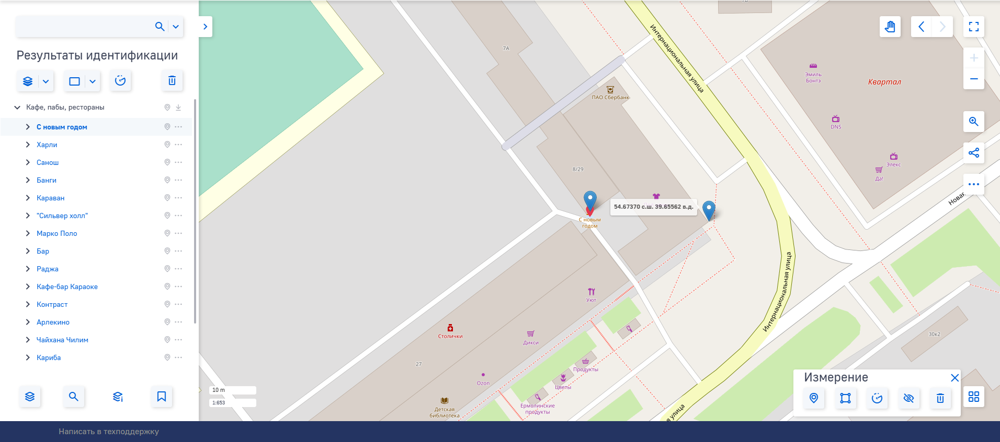 Результаты идентификации
Кафе, пабы, рестораны
С новым годом
Харли
Санош
Банги
Караван
"Сильвер холл"
Марко Поло
Бар
Раджа
Кафе-бар Караоке
Контраст
Арлекино
Чайхана Чилим
Кариба
Написать в техподдержку
10 m
1:653
7А
ПАО Сбербанк
Интернациональная улица
Эмиль
Бонтэ
Квартал
DNS
Элекс
Да!
Новая
8/29
54.67370 с.ш. 39.65562 в.д.
С новым
годом
Интернациональная улица
Уют
Столички
Дикси
27
Продукты
Ozon
Цветы
Ермолинские
продукты
Детская
библиотека
30к2
я улица
Измерение